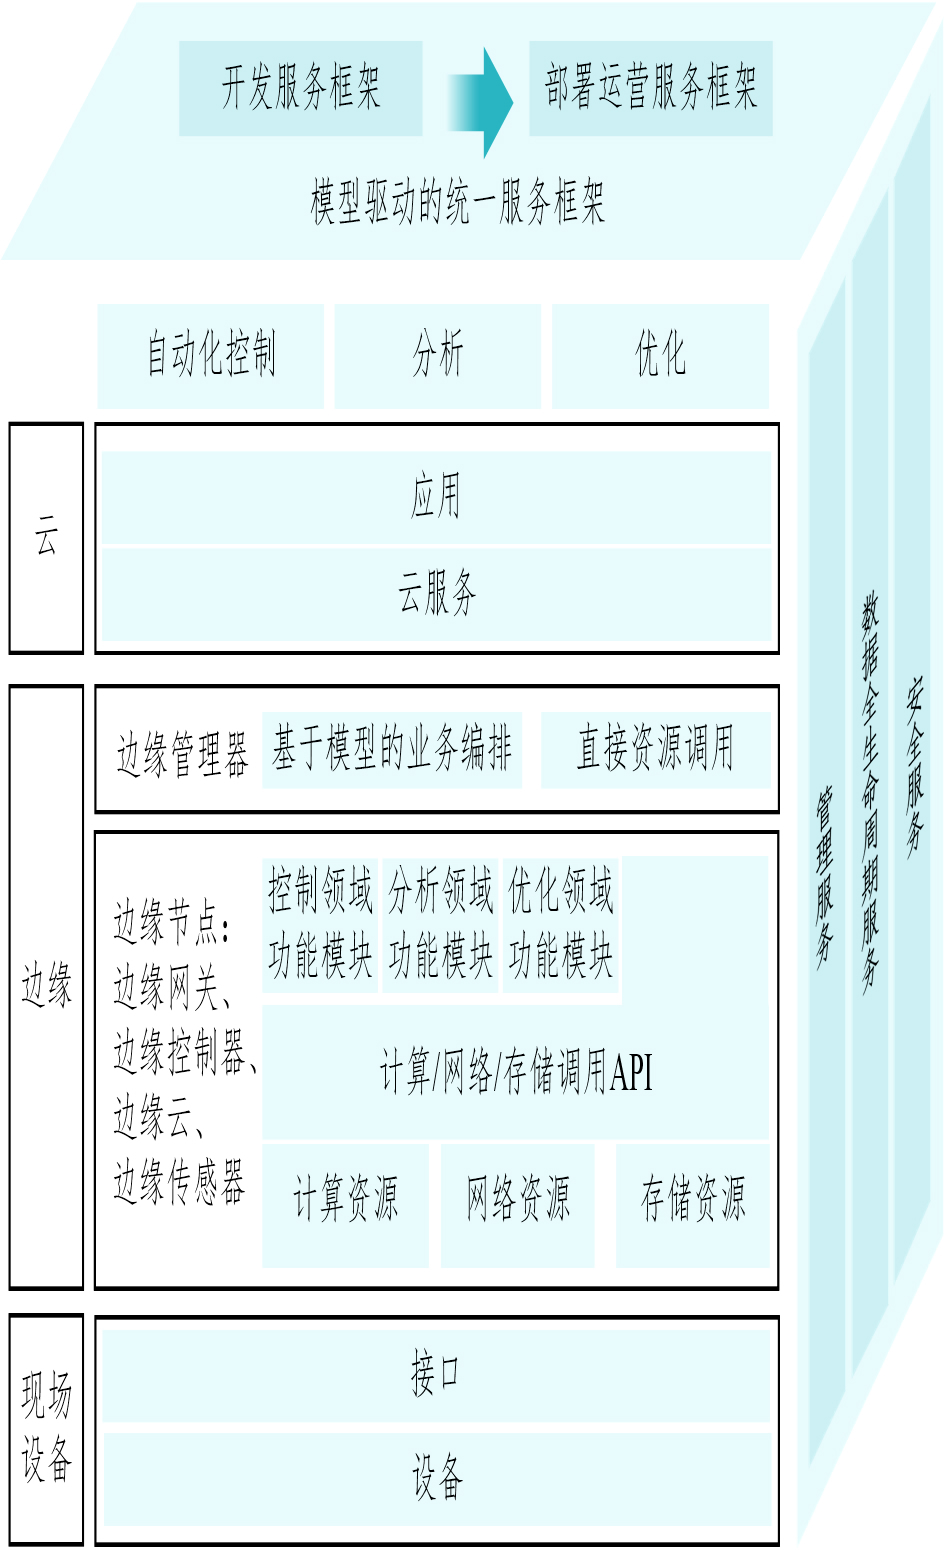 开发服务框架
部署运营服务框架
模型驱动的统一服务框架
自动化控制
分析
优化
云
应用
云服务
边缘
边缘管理器
基于模型的业务编排
直接资源调用
边缘节点:
边缘网关、
边缘控制器、
边缘云、
边缘传感器
控制领域
功能模块
分析领域
功能模块
优化领域
功能模块
计算/网络/存储调用API
计算资源
网络资源
存储资源
现场
设备
接口
设备
管理服务
数据全生命周期服务
安全服务